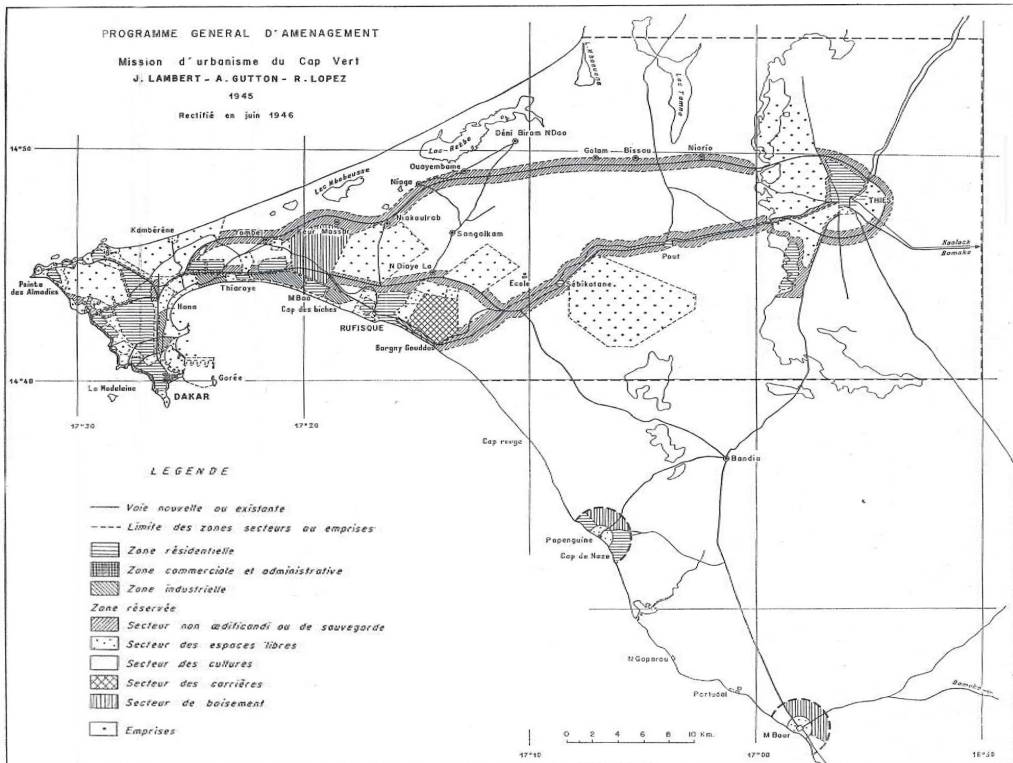 PROGRAMME GENERAL D'AMENAGEMENT
Mission d'urbanisme du Cap Vert
J. LAMBERT - A. GUTTON - R. LOPEZ
1945
Rectifié en juin 1946
Lac Tamna
Déni Biram NDao
Lac Retba
14°50
Golam
Bissau
Niorio
Ouayembame
Lac Mbebeusse
Niaga
THIES
Niakoulrab
Kambérène
Sangalkam
Kaolack
Bamako
Pout
N Diaye Lo
Pointe des Almadies
Ecole
Sébikotane
Thiaroye
Hann
M Bao
Cap des biches
RUFISQUE
Bargny Gouddau
14°40
Gorée
La Madeleine
DAKAR
17°30
17°20
Cap rouge
Bandia
LEGENDE
Voie nouvelle ou existante
Limite des zones secteurs ou emprises
Zone résidentielle
Zone commerciale et administrative
Zone industrielle
Zone réservée
Secteur non ædificandi ou de sauvegarde
Secteur des espaces libres
Secteur des cultures
Secteur des carrières
Secteur de boisement
Emprises
Popenguine
Cap de Naze
N Gaparou
Portudal
M Bour
0 2 4 6 8 10 Km.
17°10
17°00
16°50